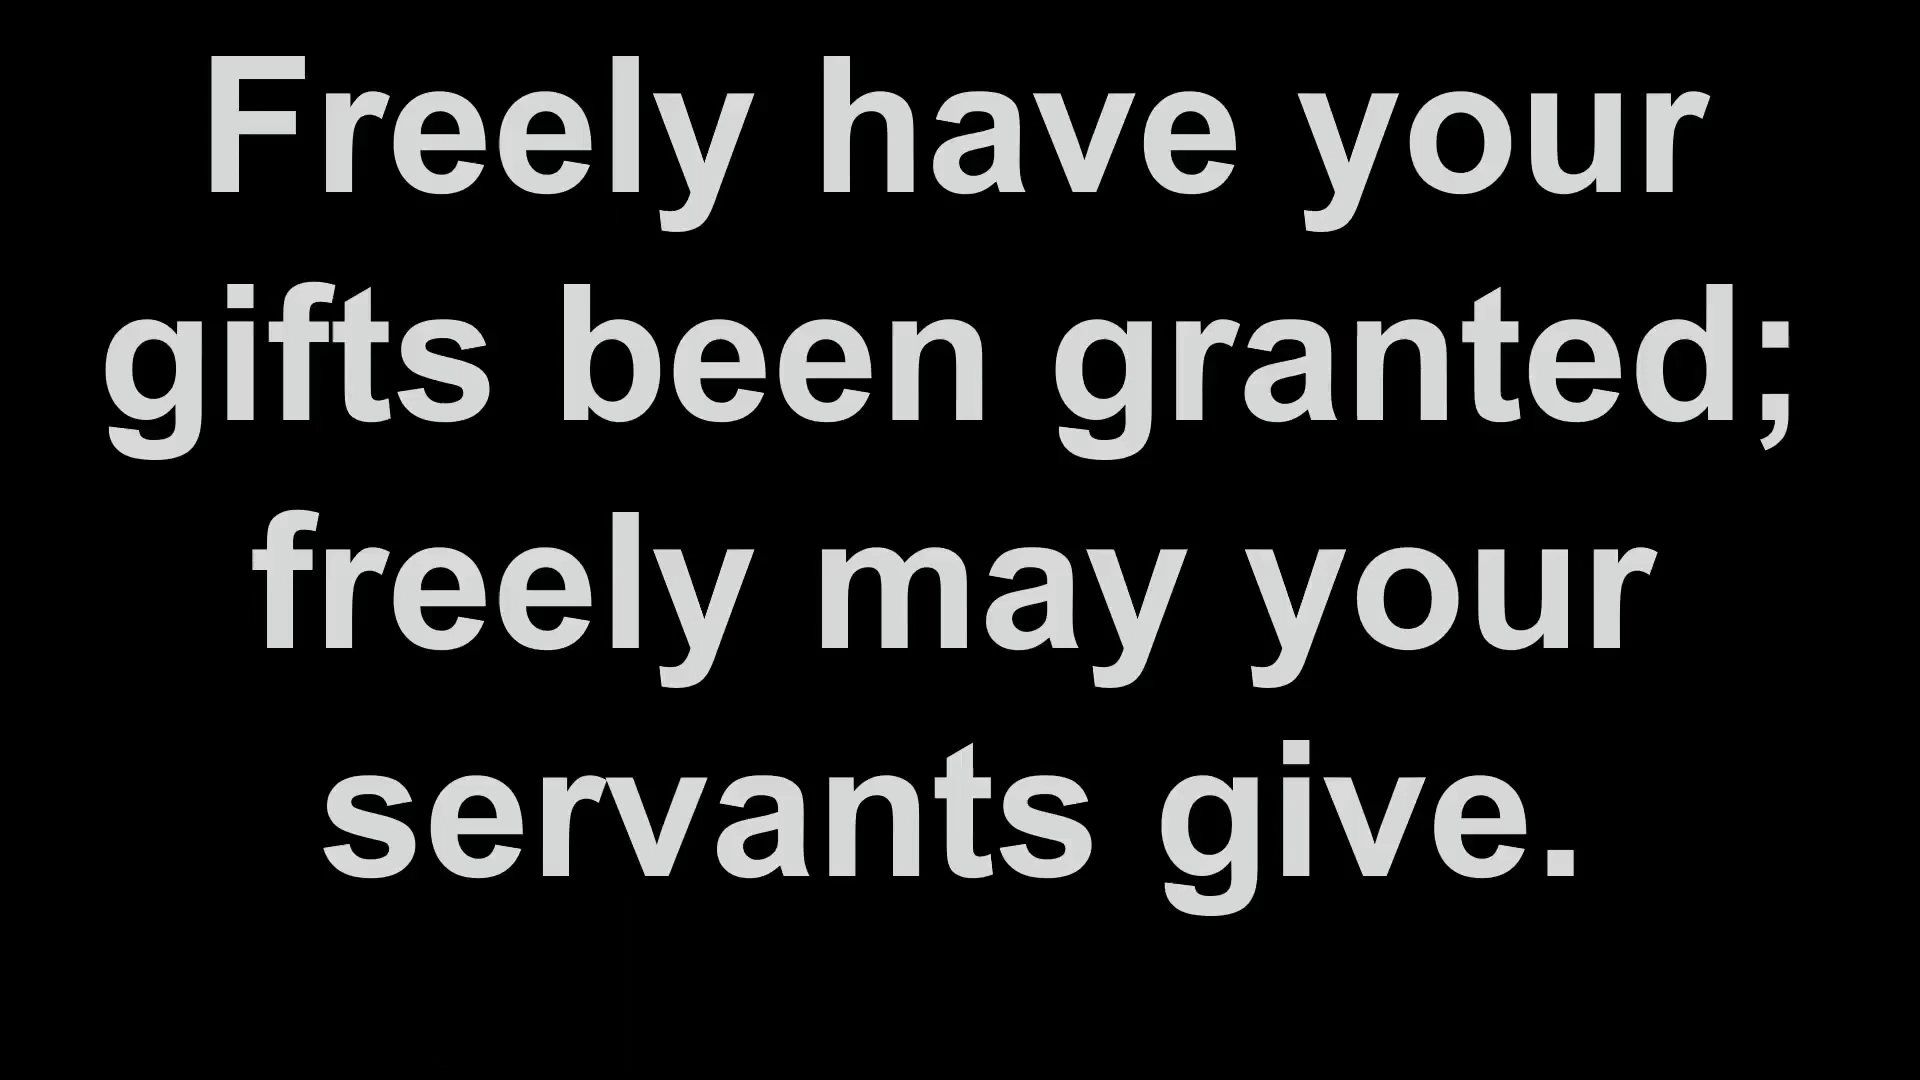 Freely have your
gifts been granted;
freely may your
servants give.